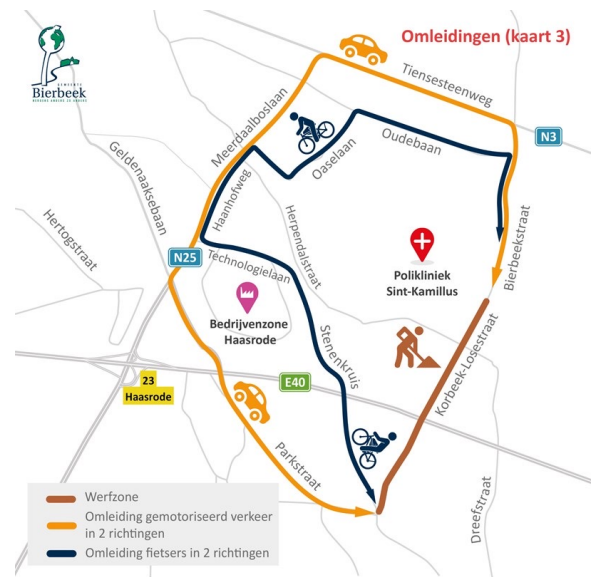 Omleidingen (kaart 3)
GEMEENTE
Bierbeek
Tiensesteenweg
N3
Meerdaalboslaan
Oudebaan
Oaselaan
Geldenaaksebaan
Haanhofweg
Herpendalstraat
Bierbeekstraat
Hertogstraat
N25
Technologielaan
Polikliniek
Sint-Kamillus
Bedrijvenzone
Haasrode
Stenenkruis
Korbeek-Losestraat
23
Haasrode
E40
Parkstraat
Dreefstraat
Werfzone
Omleiding gemotoriseerd verkeer
in 2 richtingen
Omleiding fietsers in 2 richtingen